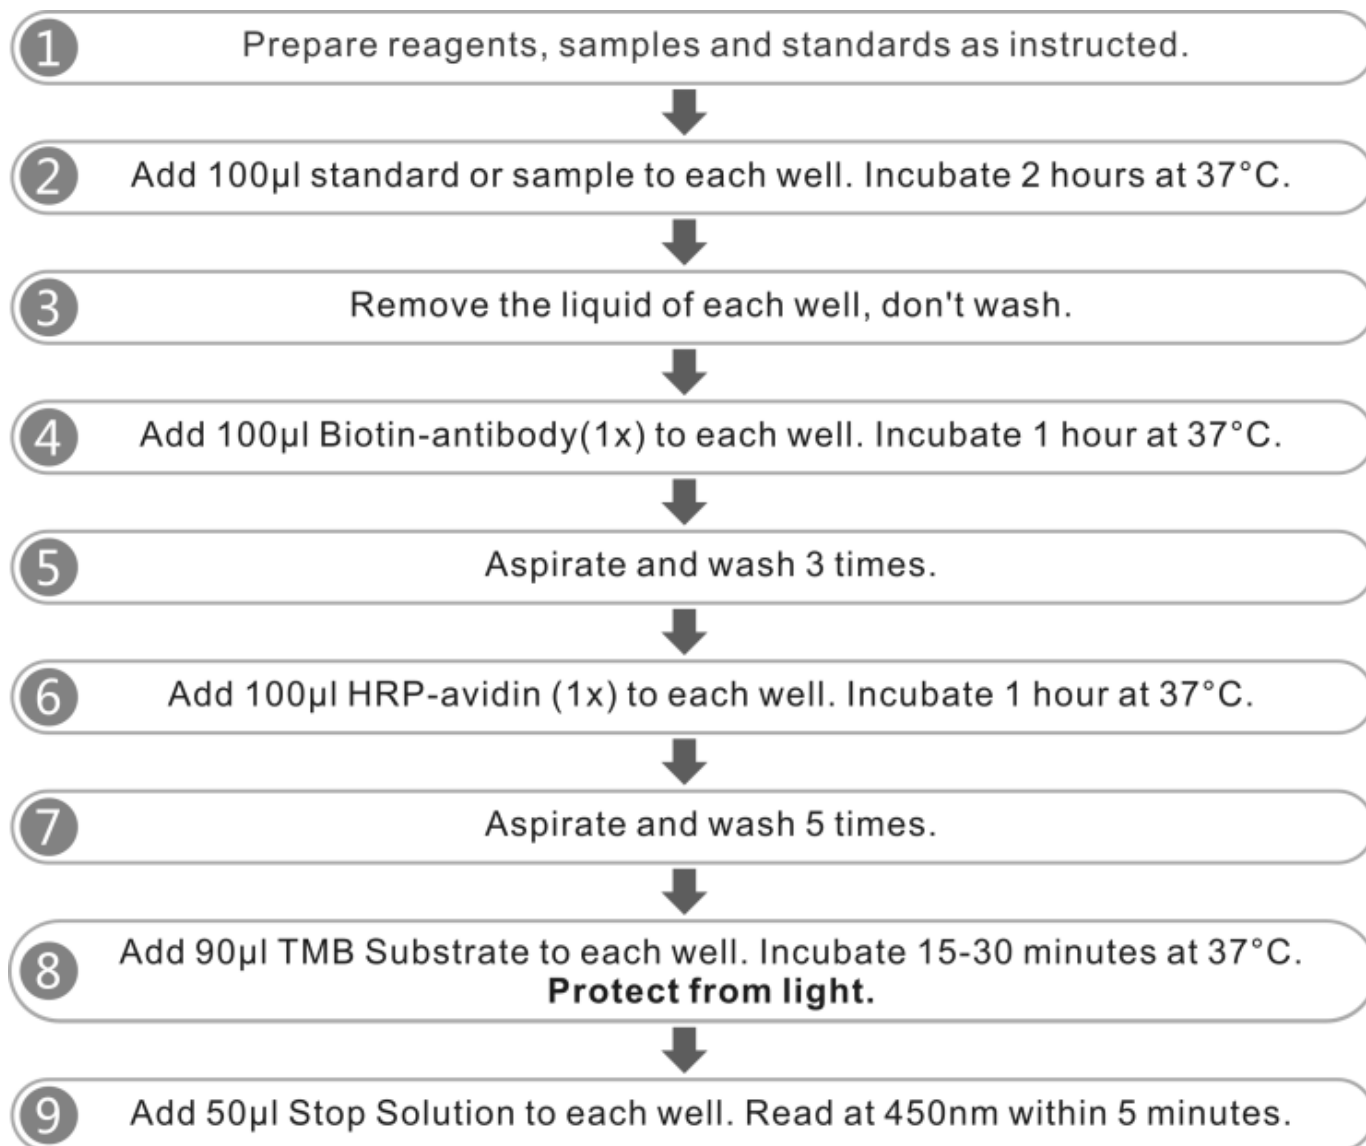 1 Prepare reagents, samples and standards as instructed.
2 Add 100µl standard or sample to each well. Incubate 2 hours at 37°C.
3 Remove the liquid of each well, don't wash.
4 Add 100µl Biotin-antibody(1x) to each well. Incubate 1 hour at 37°C.
5 Aspirate and wash 3 times.
6 Add 100µl HRP-avidin (1x) to each well. Incubate 1 hour at 37°C.
7 Aspirate and wash 5 times.
8 Add 90µl TMB Substrate to each well. Incubate 15-30 minutes at 37°C.
Protect from light.
9 Add 50µl Stop Solution to each well. Read at 450nm within 5 minutes.